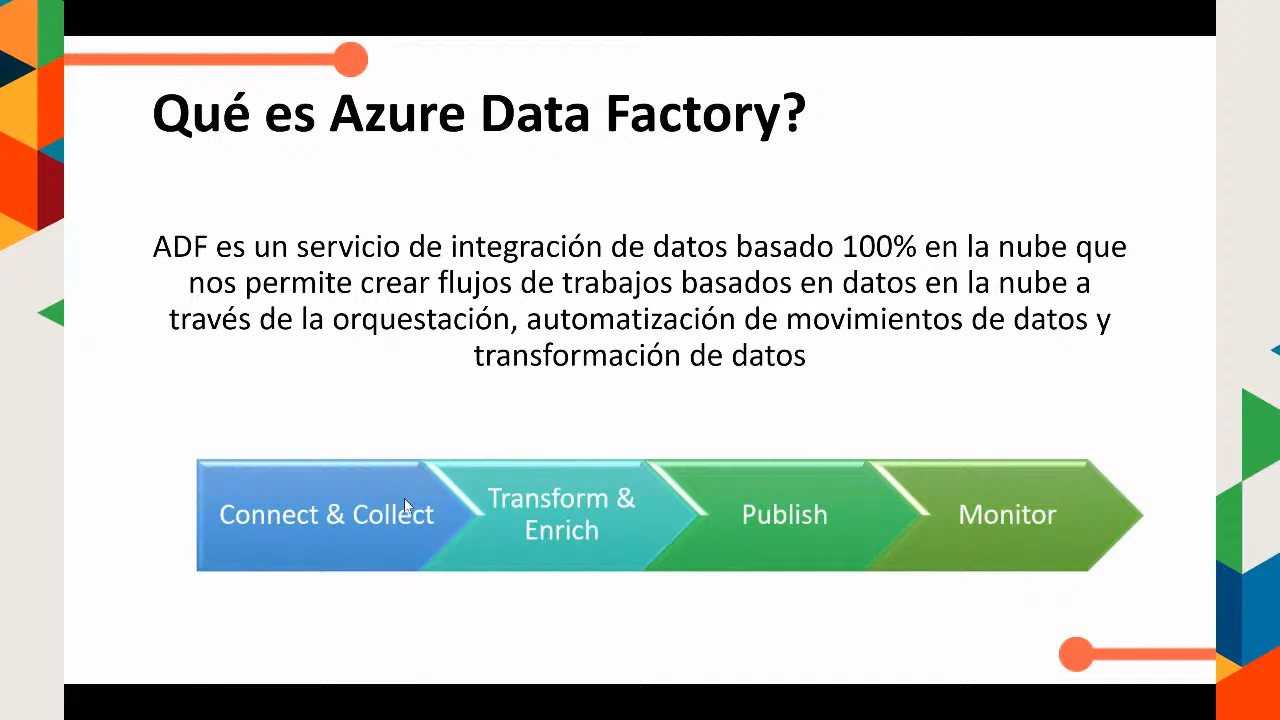 Qué es Azure Data Factory?
ADF es un servicio de integración de datos basado 100% en la nube que
nos permite crear flujos de trabajos basados en datos en la nube a
través de la orquestación, automatización de movimientos de datos y
transformación de datos
Connect & Collect
Transform &
Enrich
Publish
Monitor